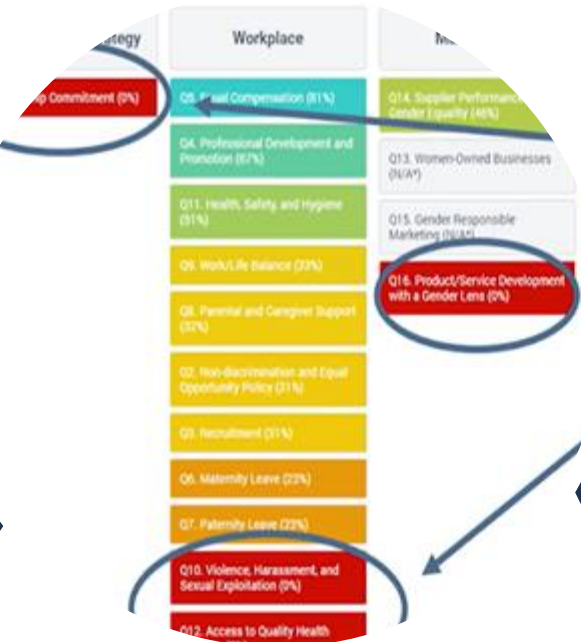 tegy
p Commitment (0%)
Workplace
Q5. Equal Compensation (81%)
Q4. Professional Development and
Promotion (67%)
Q11. Health, Safety, and Hygiene
(51%)
Q9. Work/Life Balance (33%)
Q8. Parental and Caregiver Support
(32%)
Q2. Non-discrimination and Equal
Opportunity Policy (31%)
Q3. Recruitment (31%)
Q6. Maternity Leave (23%)
Q7. Paternity Leave (23%)
Q10. Violence, Harassment, and
Sexual Exploitation (0%)
Q12. Access to Quality Health
Q14. Supplier Performance
Gender Equality (46%)
Q13. Women-Owned Businesses
(N/A*)
Q15. Gender Responsible
Marketing (N/A*)
Q16. Product/Service Development
with a Gender Lens (0%)